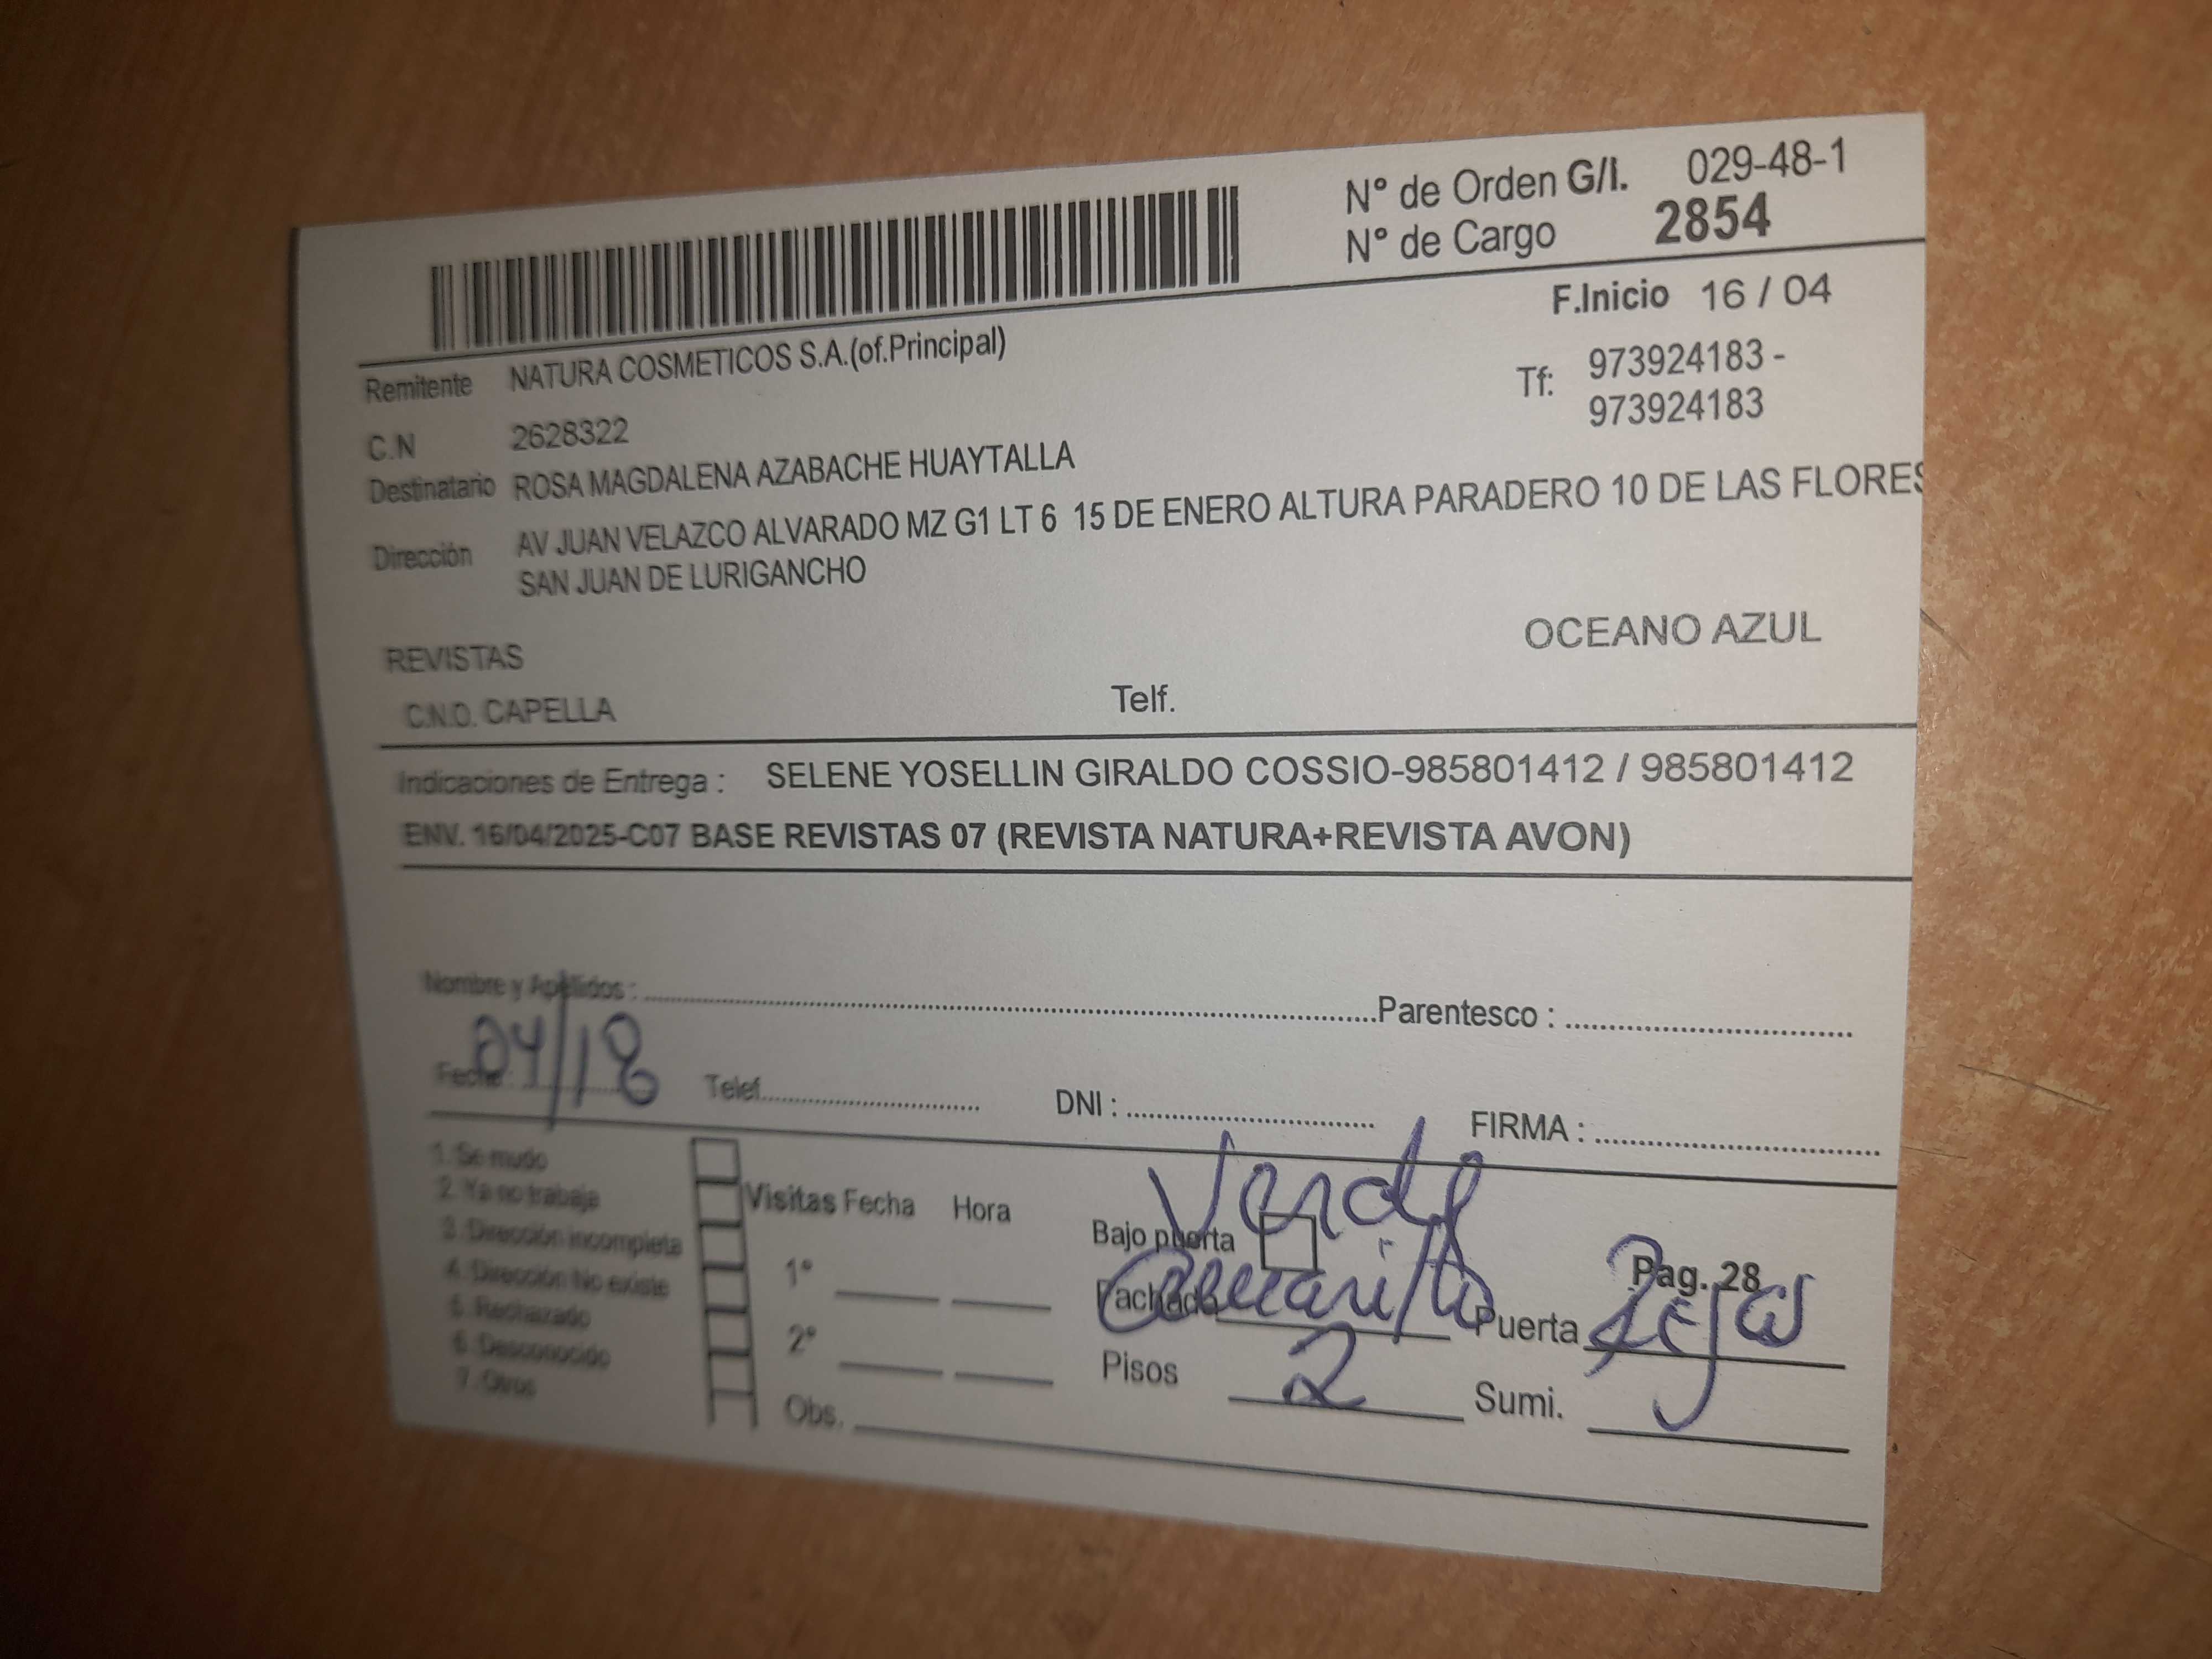 N° de Orden G/I. 029-48-1
N° de Cargo 2854
F.Inicio 16 / 04
Remitente NATURA COSMETICOS S.A.(of.Principal)
Tf: 973924183 -
973924183
C.N 2628322
Destinatario ROSA MAGDALENA AZABACHE HUAYTALLA
Dirección AV JUAN VELAZCO ALVARADO MZ G1 LT 6 15 DE ENERO ALTURA PARADERO 10 DE LAS FLORES
SAN JUAN DE LURIGANCHO
OCEANO AZUL
REVISTAS
C.N.O. CAPELLA Telf.
Indicaciones de Entrega : SELENE YOSELLIN GIRALDO COSSIO-985801412 / 985801412
ENV. 16/04/2025-C07 BASE REVISTAS 07 (REVISTA NATURA+REVISTA AVON)
Nombre y Apellidos : Parentesco :
Fecha : 04/18 Telef. DNI : FIRMA :
1. Se mudo
2. Ya no trabaja
3. Dirección incompleta
4. Dirección No existe
5. Rechazado
6. Desconocido
7. Otros
Visitas Fecha Hora
1°
2°
Obs.
Verde
Bajo puerta
Pag. 28
Fachada Puerta Reja
Pisos 2 Sumi.